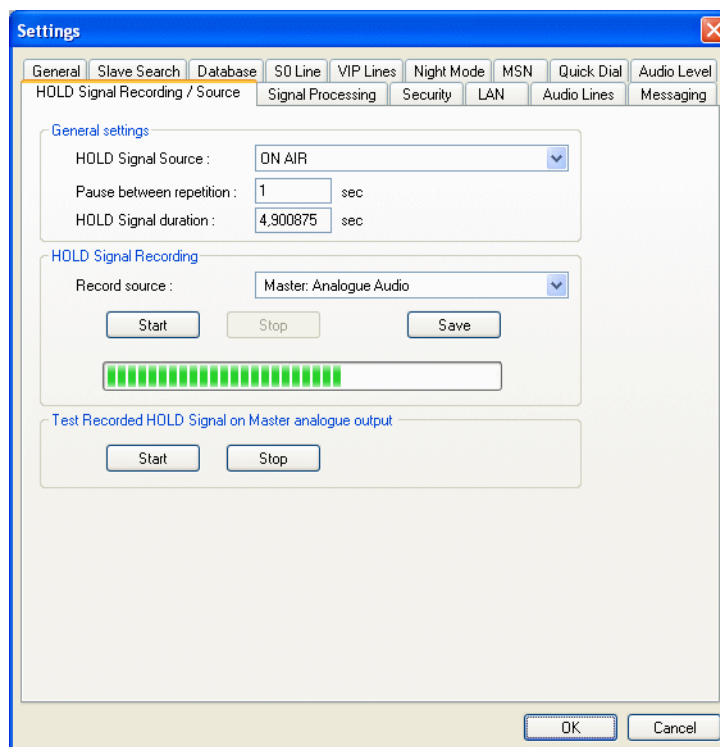 Settings
General Slave Search Database S0 Line VIP Lines Night Mode MSN Quick Dial Audio Level
HOLD Signal Recording / Source Signal Processing Security LAN Audio Lines Messaging
General settings
HOLD Signal Source : ON AIR
Pause between repetition : 1 sec
HOLD Signal duration : 4,900875 sec
HOLD Signal Recording
Record source : Master: Analogue Audio
Start Stop Save
Test Recorded HOLD Signal on Master analogue output
Start Stop
OK Cancel